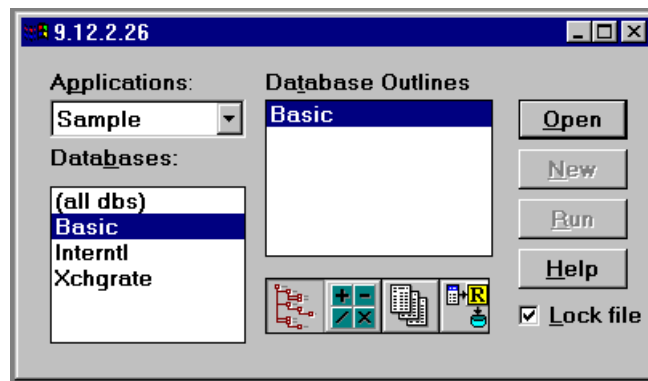 9.12.2.26
Applications:
Sample
Databases:
(all dbs)
Basic
Interntl
Xchgrate
Database Outlines
Basic
Open
New
Run
Help
Lock file
R